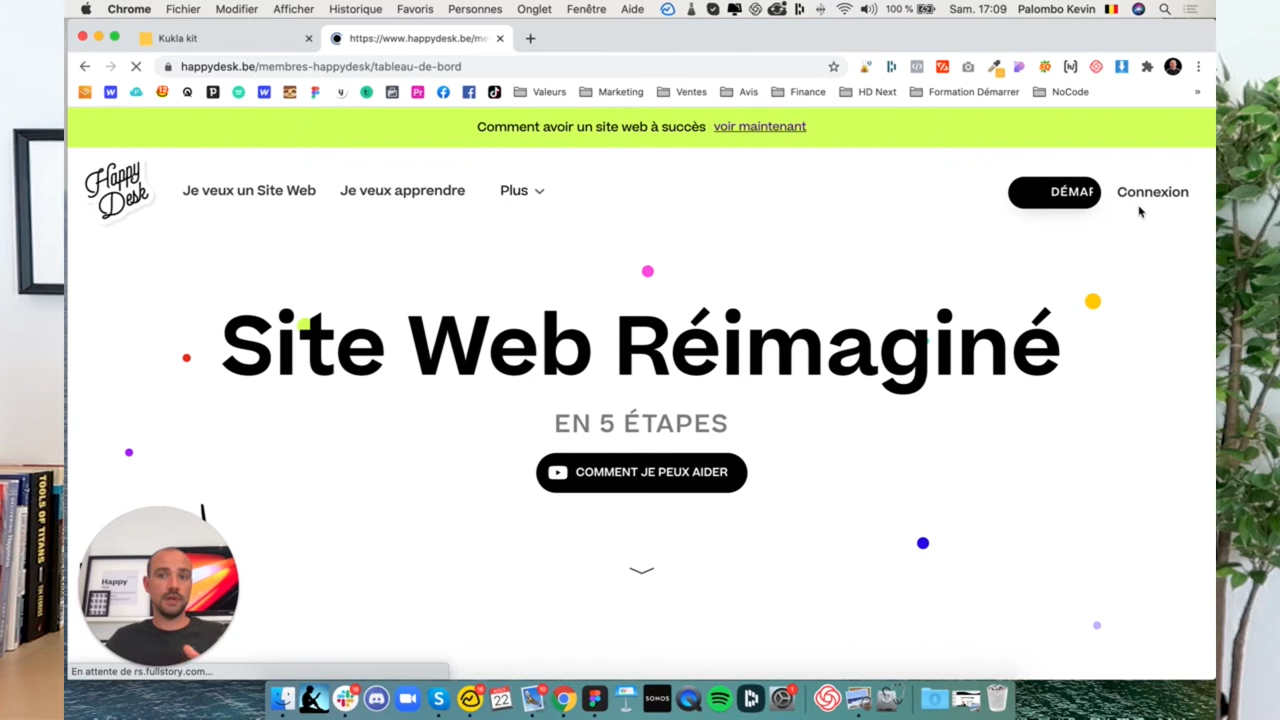 Chrome Fichier Modifier Afficher Historique Favoris Personnes Onglet Fenêtre Aide 100 % Sam. 17:09 Palombo Kevin
Kukla kit
https://www.happydesk.be/me
happydesk.be/membres-happydesk/tableau-de-bord
Valeurs Marketing Ventes Avis Finance HD Next Formation Démarrer NoCode »
Comment avoir un site web à succès voir maintenant
Happy Desk
Je veux un Site Web Je veux apprendre Plus
DÉMAR
Connexion
Site Web Réimaginé
EN 5 ÉTAPES
COMMENT JE PEUX AIDER
Happy
TOOLS OF TITANS
En attente de rs.fullstory.com...
22
SONOS